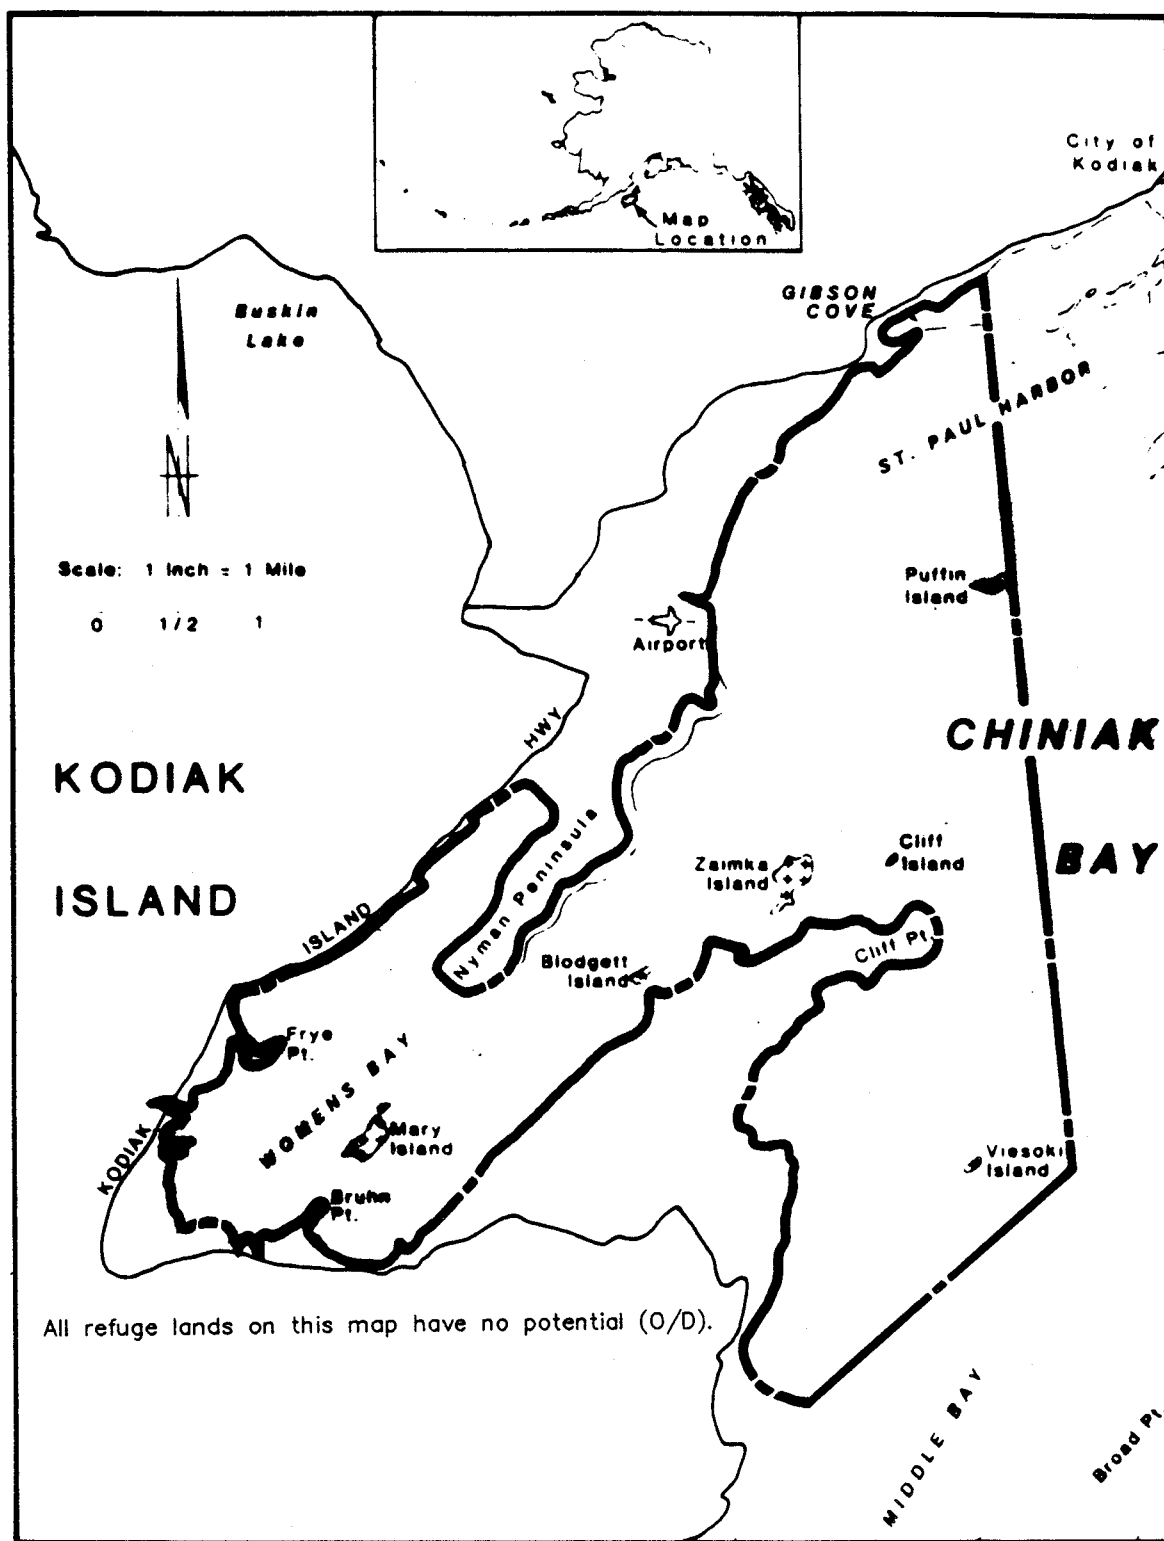 City of
Kodiak
Map
Location
Buskin
Lake
GIBSON
COVE
ST. PAUL HARBOR
N
Scale: 1 Inch = 1 Mile
0 1/2 1
Puffin
Island
Airport
HWY
CHINIAK
BAY
KODIAK
ISLAND
Nyman Peninsula
Zaimka
Island
Cliff
Island
ISLAND
Cliff Pt.
Blodgett
Island
Frye
Pt.
WOMENS BAY
KODIAK
Mary
Island
Viesoki
Island
Bruhn
Pt.
All refuge lands on this map have no potential (O/D).
MIDDLE BAY
Broad Pt.